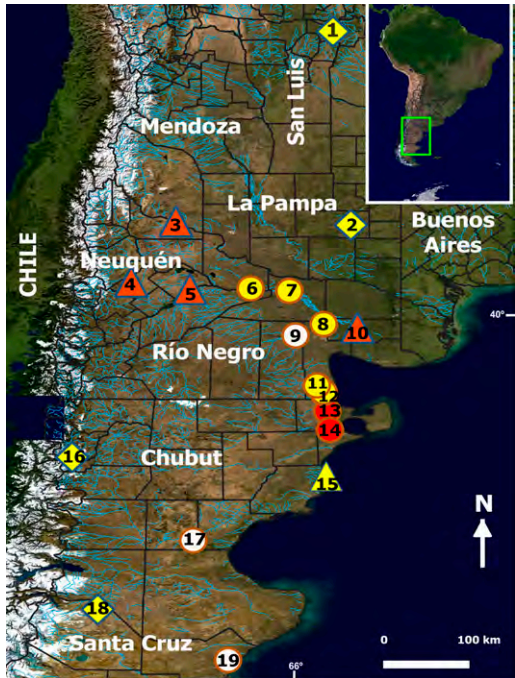 1
San Luis
Mendoza
La Pampa
2
Buenos
Aires
3
CHILE
Neuquén
4
5
6
7
8
9
10
40°
Río Negro
11
12
13
14
Chubut
16
15
N
17
18
Santa Cruz
0
100 km
19
66